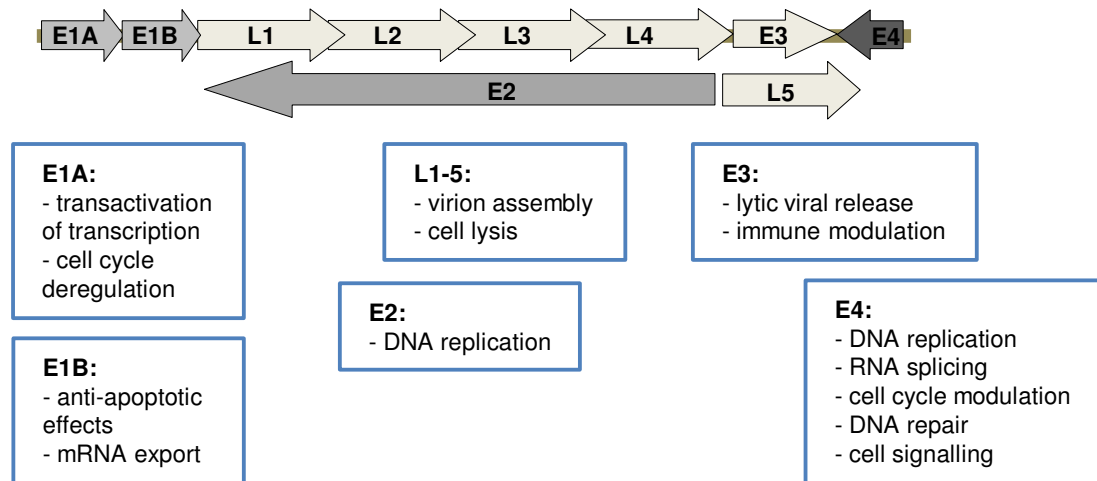 E1A E1B L1 L2 L3 L4 E3 E4
E2 L5
E1A:
- transactivation
of transcription
- cell cycle
deregulation
E1B:
- anti-apoptotic
effects
- mRNA export
L1-5:
- virion assembly
- cell lysis
E2:
- DNA replication
E3:
- lytic viral release
- immune modulation
E4:
- DNA replication
- RNA splicing
- cell cycle modulation
- DNA repair
- cell signalling